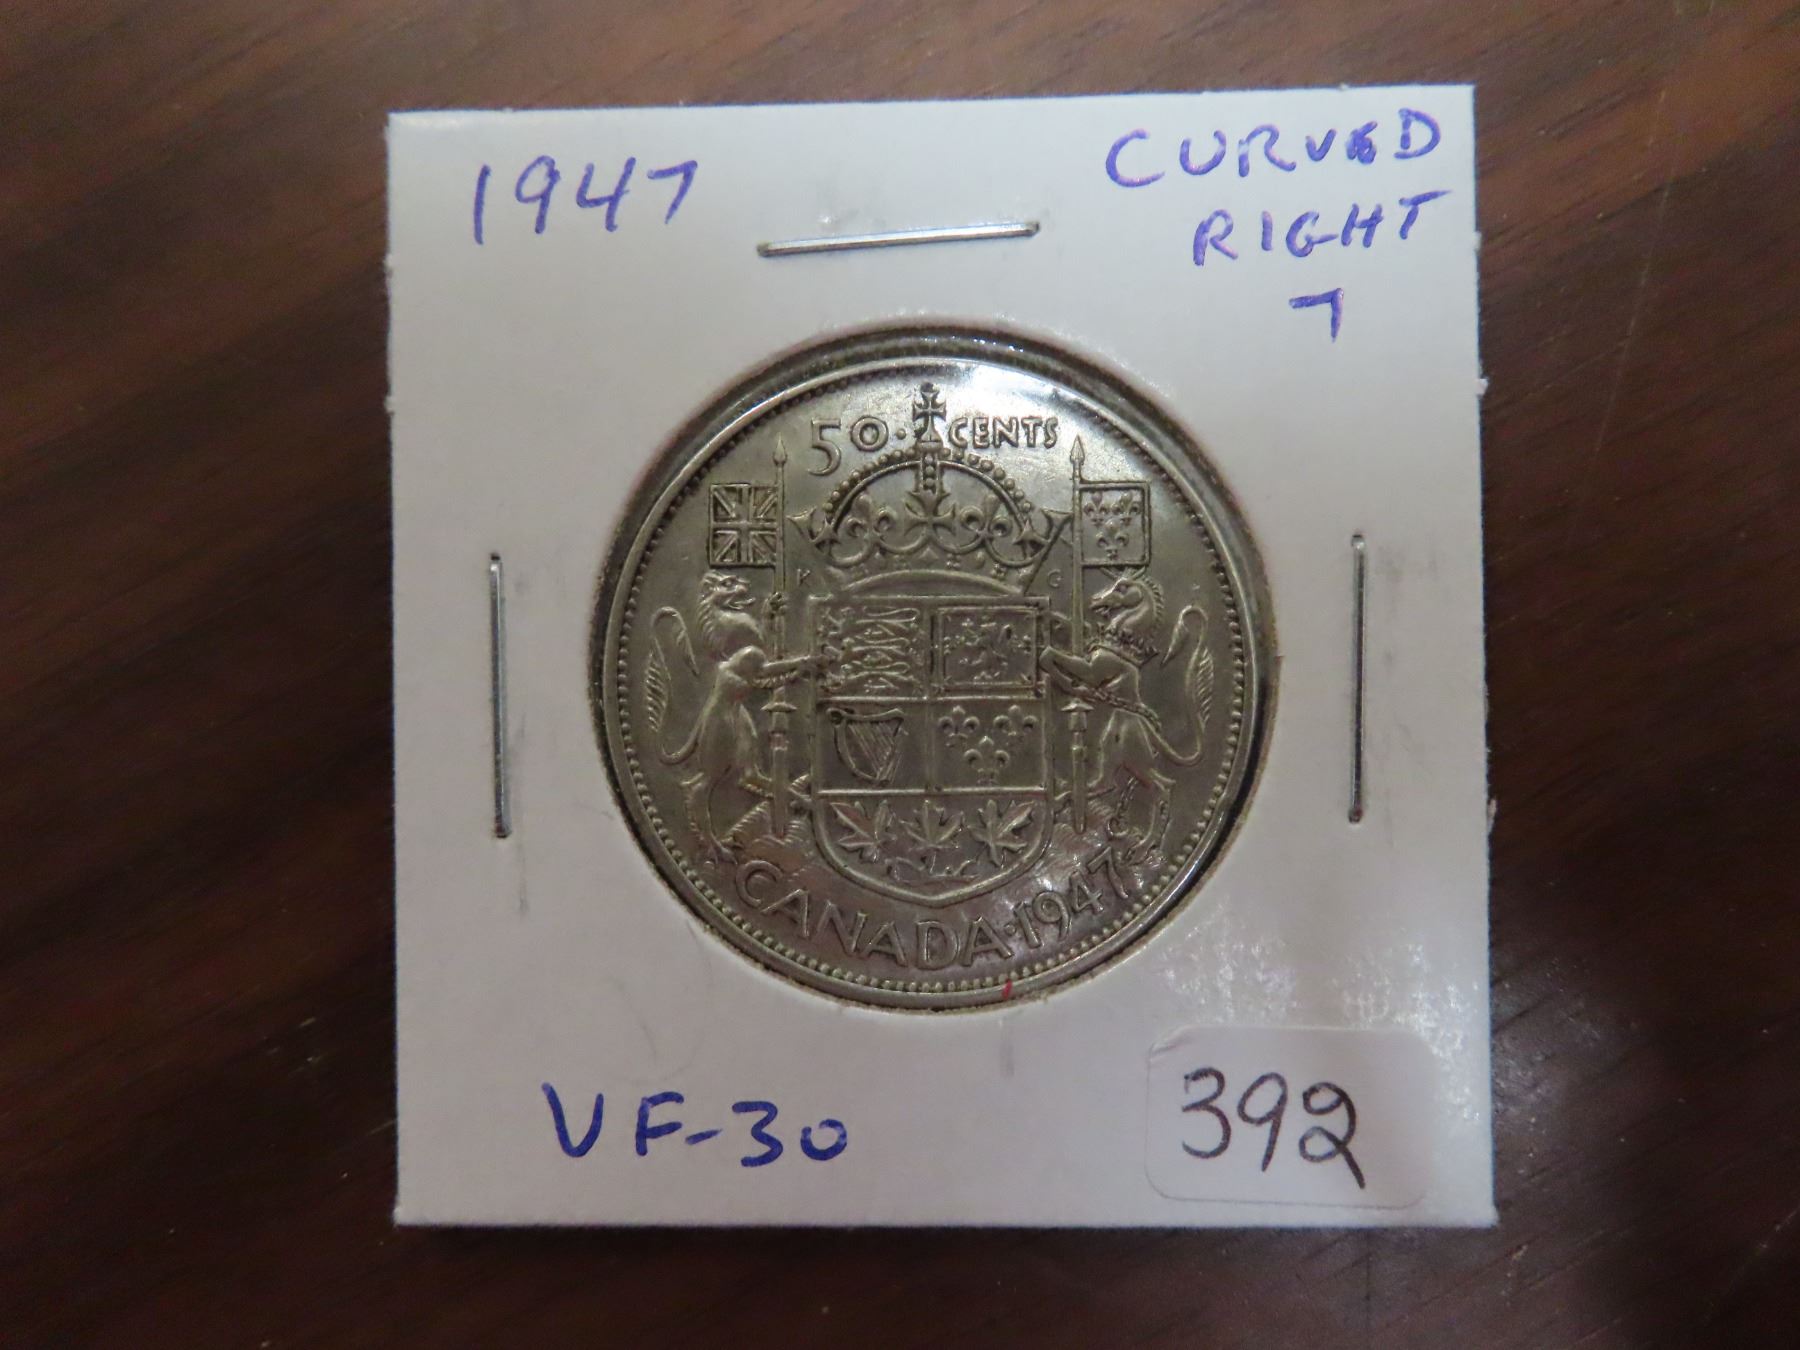 1947
CURVED
RIGHT
7
50 · CENTS
K G
CANADA · 1947
VF-30
392